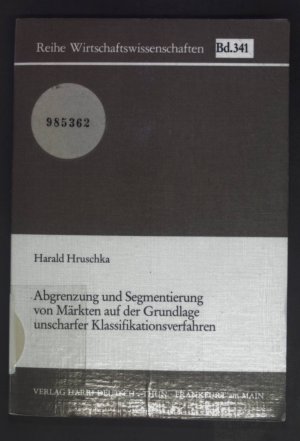 Reihe Wirtschaftswissenschaften Bd.341
985362
Harald Hruschka
Abgrenzung und Segmentierung
von Märkten auf der Grundlage
unscharfer Klassifikationsverfahren
VERLAG HARRI DEUTSCH · THUN · FRANKFURT am MAIN